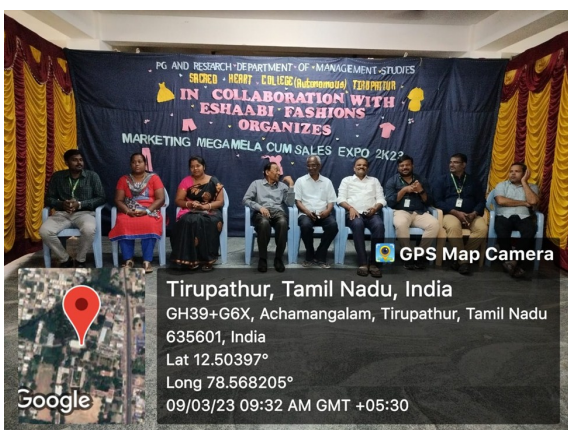 PG AND RESEARCH DEPARTMENT OF MANAGEMENT STUDIES
SACRED HEART COLLEGE (Autonomous) TIRUPATTUR
IN COLLABORATION WITH
ESHAABI FASHIONS
ORGANIZES
MARKETING MEGAMELA CUM SALES EXPO 2K23
GPS Map Camera
Tirupathur, Tamil Nadu, India
GH39+G6X, Achamangalam, Tirupathur, Tamil Nadu
635601, India
Lat 12.50397°
Long 78.568205°
09/03/23 09:32 AM GMT +05:30
Google